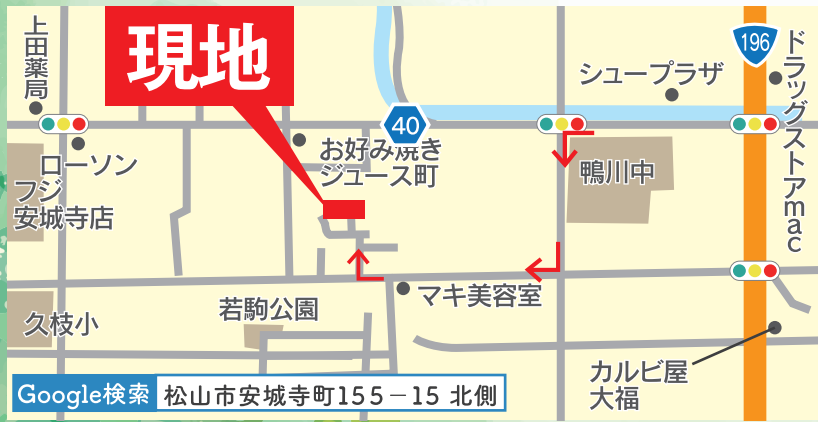 上田薬局
現地
196
ドラッグストアmac
シュープラザ
40
お好み焼き
ジュース町
ローソン
フジ
安城寺店
鴨川中
マキ美容室
若駒公園
久枝小
カルビ屋
大福
Google検索 松山市安城寺町155－15 北側